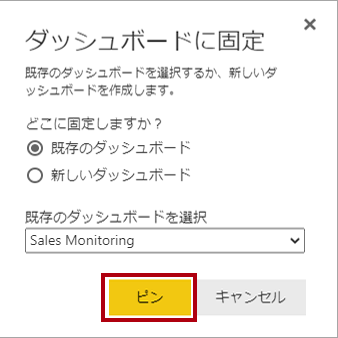 ダッシュボードに固定
既存のダッシュボードを選択するか、新しいダ
ッシュボードを作成します。
どこに固定しますか？
既存のダッシュボード
新しいダッシュボード
既存のダッシュボードを選択
Sales Monitoring
ピン
キャンセル